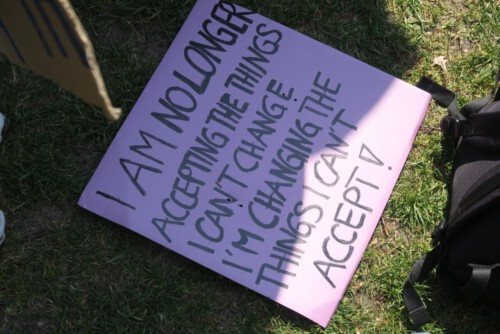 I AM NO LONGER
ACCEPTING THE THINGS
I CAN'T CHANGE.
I'M CHANGING THE
THINGS I CAN'T
ACCEPT!